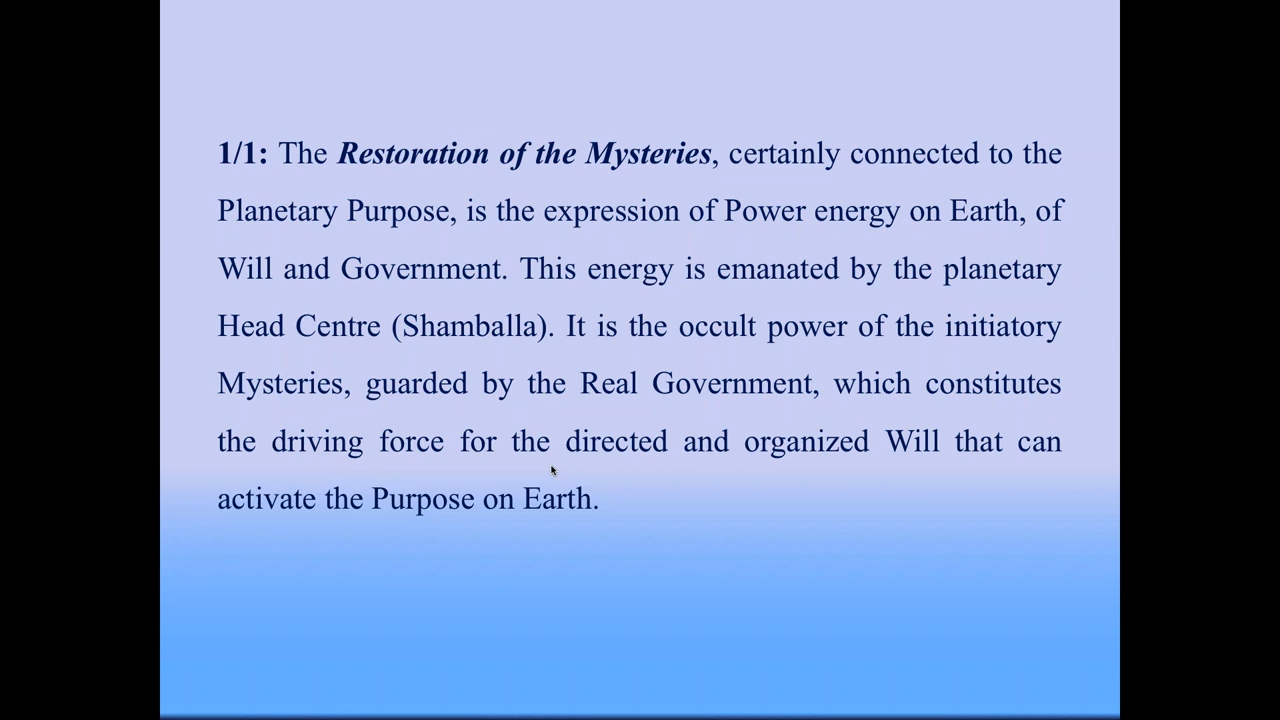 1/1: The Restoration of the Mysteries, certainly connected to the
Planetary Purpose, is the expression of Power energy on Earth, of
Will and Government. This energy is emanated by the planetary
Head Centre (Shamballa). It is the occult power of the initiatory
Mysteries, guarded by the Real Government, which constitutes
the driving force for the directed and organized Will that can
activate the Purpose on Earth.